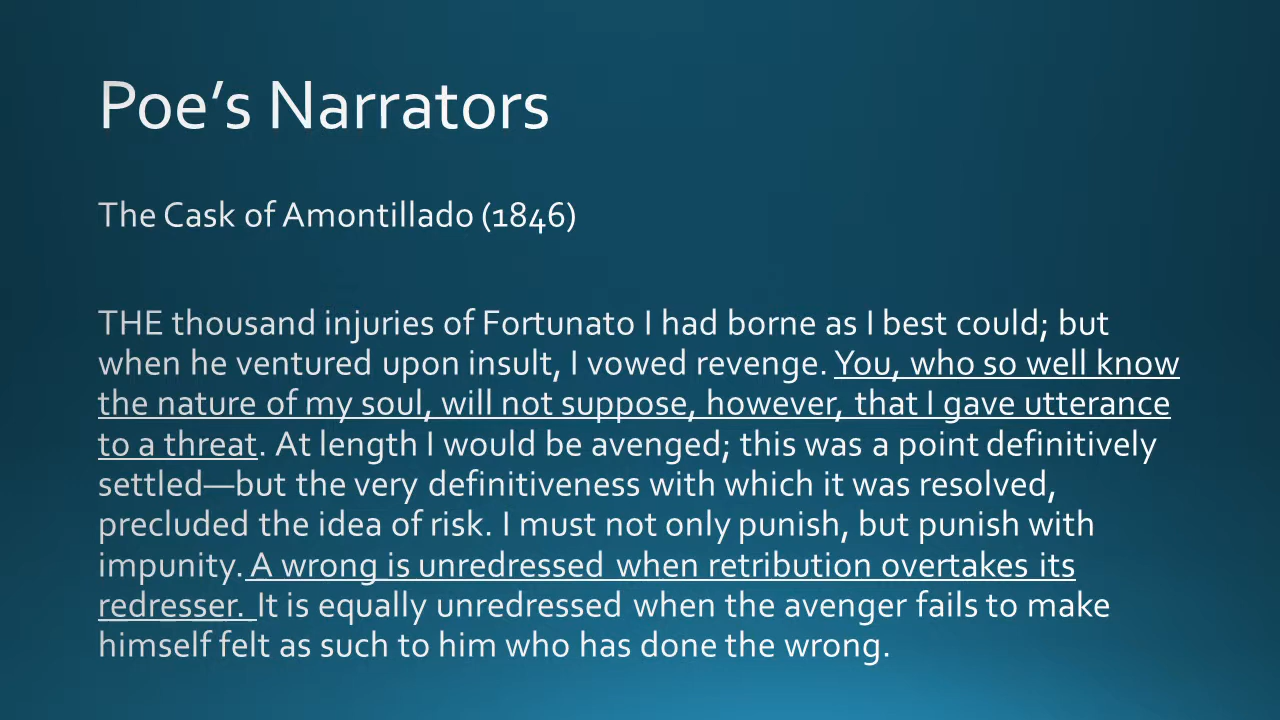 Poe’s Narrators
The Cask of Amontillado (1846)
THE thousand injuries of Fortunato I had borne as I best could; but
when he ventured upon insult, I vowed revenge. You, who so well know
the nature of my soul, will not suppose, however, that I gave utterance
to a threat. At length I would be avenged; this was a point definitively
settled—but the very definitiveness with which it was resolved,
precluded the idea of risk. I must not only punish, but punish with
impunity. A wrong is unredressed when retribution overtakes its
redresser. It is equally unredressed when the avenger fails to make
himself felt as such to him who has done the wrong.